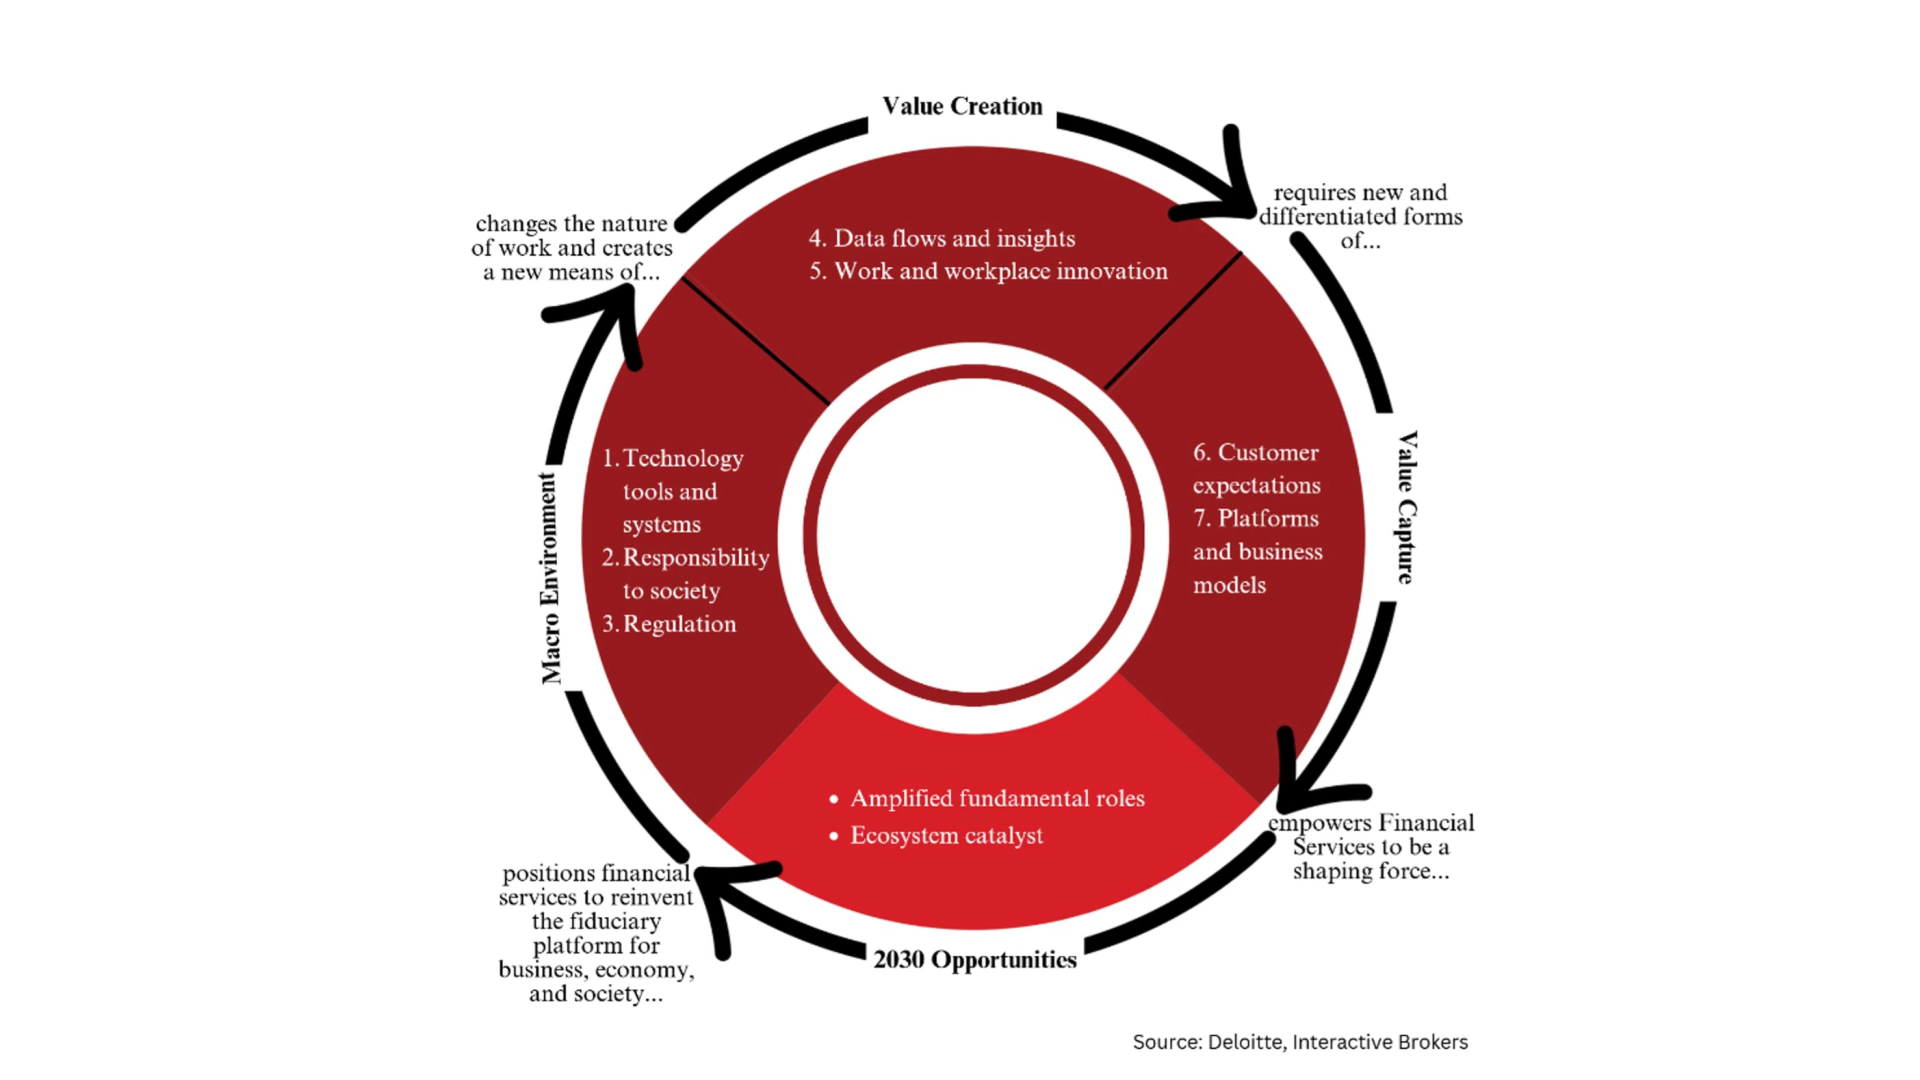 Value Creation
requires new and
differentiated forms
of...
changes the nature
of work and creates
a new means of...
4. Data flows and insights
5. Work and workplace innovation
Macro Environment
1. Technology
tools and
systems
2. Responsibility
to society
3. Regulation
6. Customer
expectations
7. Platforms
and business
models
Value Capture
• Amplified fundamental roles
• Ecosystem catalyst
empowers Financial
Services to be a
shaping force...
positions financial
services to reinvent
the fiduciary
platform for
business, economy,
and society...
2030 Opportunities
Source: Deloitte, Interactive Brokers